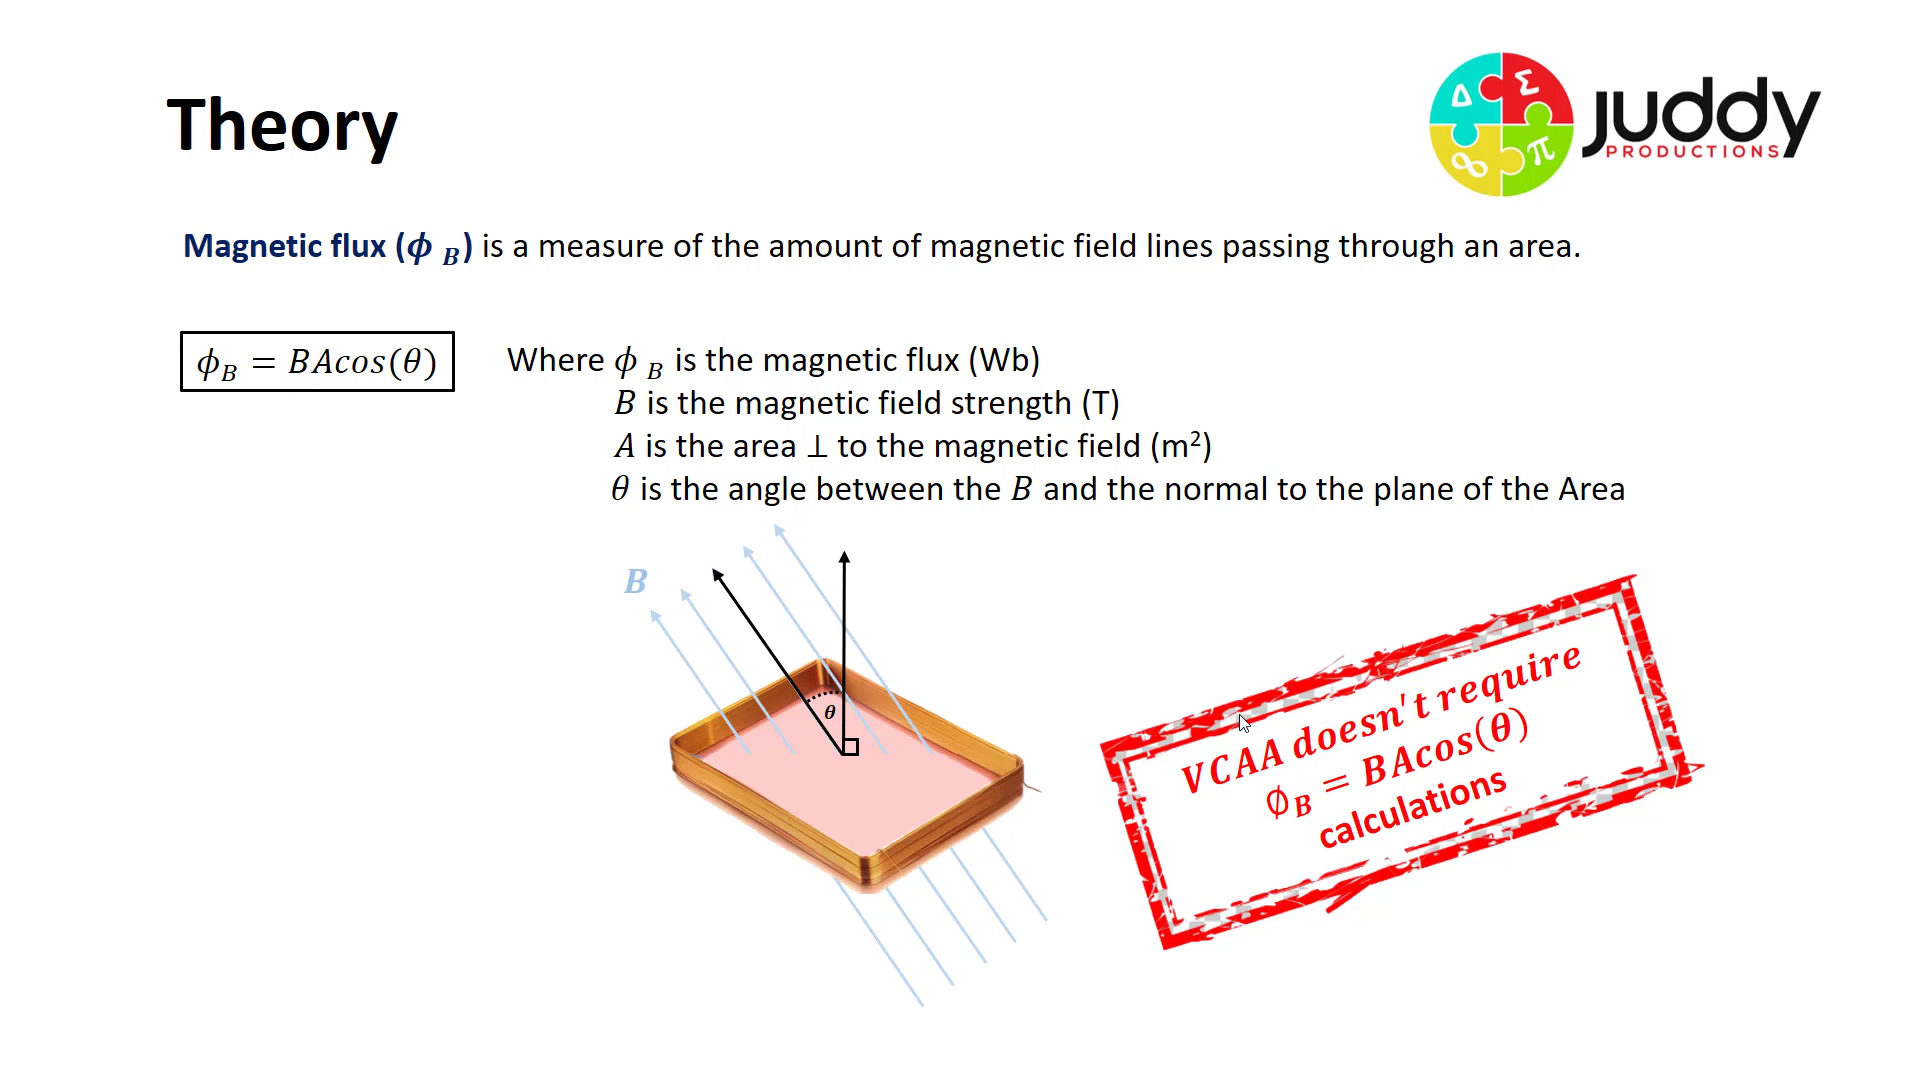 Theory
Δ Σ
∞ π
juddy
PRODUCTIONS
Magnetic flux (ϕ B) is a measure of the amount of magnetic field lines passing through an area.
ϕB = BAcos(θ)
Where ϕ B is the magnetic flux (Wb)
B is the magnetic field strength (T)
A is the area ⊥ to the magnetic field (m²)
θ is the angle between the B and the normal to the plane of the Area
B
θ
VCAA doesn't require
∅B = BAcos(θ)
calculations